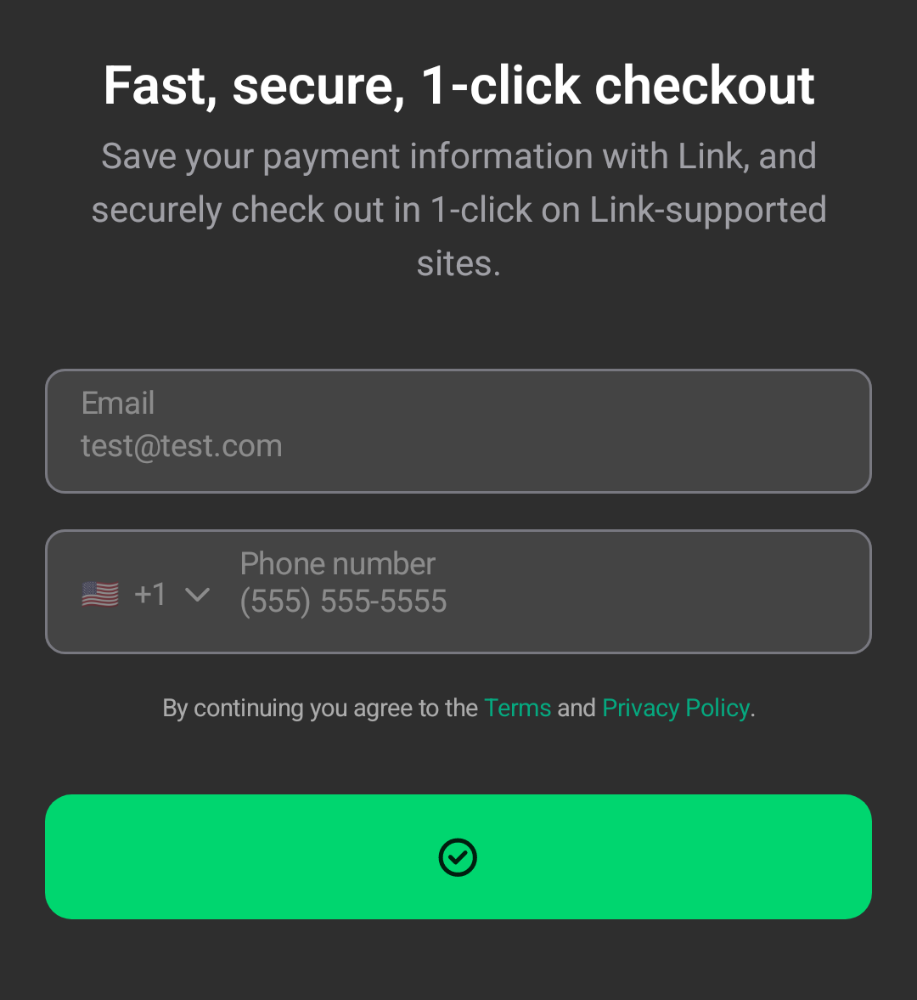 Fast, secure, 1-click checkout
Save your payment information with Link, and
securely check out in 1-click on Link-supported
sites.
Email
test@test.com
Phone number
+1 (555) 555-5555
By continuing you agree to the Terms and Privacy Policy.